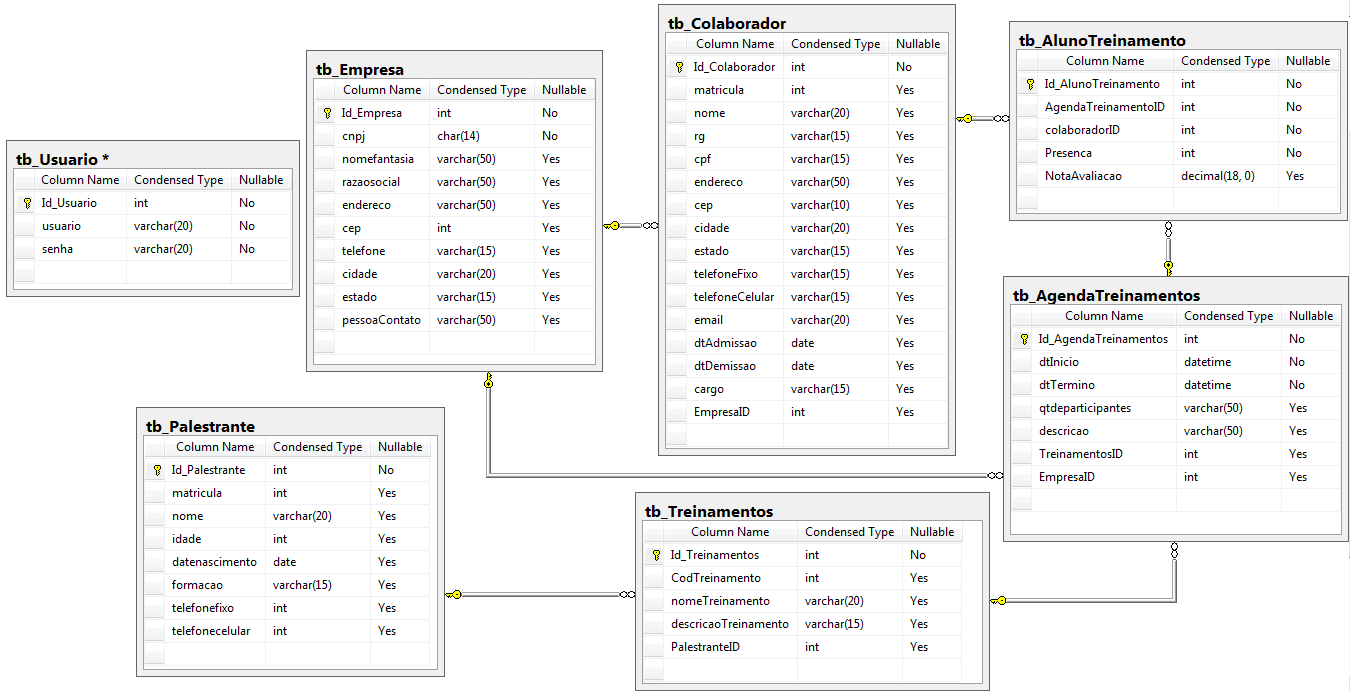 tb_Usuario *
Column Name Condensed Type Nullable
Id_Usuario int No
usuario varchar(20) No
senha varchar(20) No
tb_Empresa
Column Name Condensed Type Nullable
Id_Empresa int No
cnpj char(14) No
nomefantasia varchar(50) Yes
razaosocial varchar(50) Yes
endereco varchar(50) Yes
cep int Yes
telefone varchar(15) Yes
cidade varchar(20) Yes
estado varchar(15) Yes
pessoaContato varchar(50) Yes
tb_Colaborador
Column Name Condensed Type Nullable
Id_Colaborador int No
matricula int Yes
nome varchar(20) Yes
rg varchar(15) Yes
cpf varchar(15) Yes
endereco varchar(50) Yes
cep varchar(10) Yes
cidade varchar(20) Yes
estado varchar(15) Yes
telefoneFixo varchar(15) Yes
telefoneCelular varchar(15) Yes
email varchar(20) Yes
dtAdmissao date Yes
dtDemissao date Yes
cargo varchar(15) Yes
EmpresaID int Yes
tb_AlunoTreinamento
Column Name Condensed Type Nullable
Id_AlunoTreinamento int No
AgendaTreinamentoID int No
colaboradorID int No
Presenca int No
NotaAvaliacao decimal(18, 0) Yes
tb_AgendaTreinamentos
Column Name Condensed Type Nullable
Id_AgendaTreinamentos int No
dtInicio datetime No
dtTermino datetime No
qtdeparticipantes varchar(50) Yes
descricao varchar(50) Yes
TreinamentosID int Yes
EmpresaID int Yes
tb_Palestrante
Column Name Condensed Type Nullable
Id_Palestrante int No
matricula int Yes
nome varchar(20) Yes
idade int Yes
datenascimento date Yes
formacao varchar(15) Yes
telefonefixo int Yes
telefonecelular int Yes
tb_Treinamentos
Column Name Condensed Type Nullable
Id_Treinamentos int No
CodTreinamento int Yes
nomeTreinamento varchar(20) Yes
descricaoTreinamento varchar(15) Yes
PalestranteID int Yes